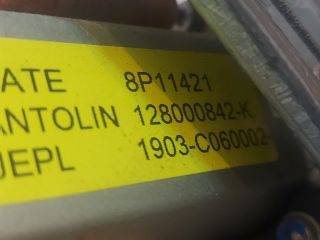 ATE 8P11421
ANTOLIN 128000842-K
JEPL 1903-C060002-